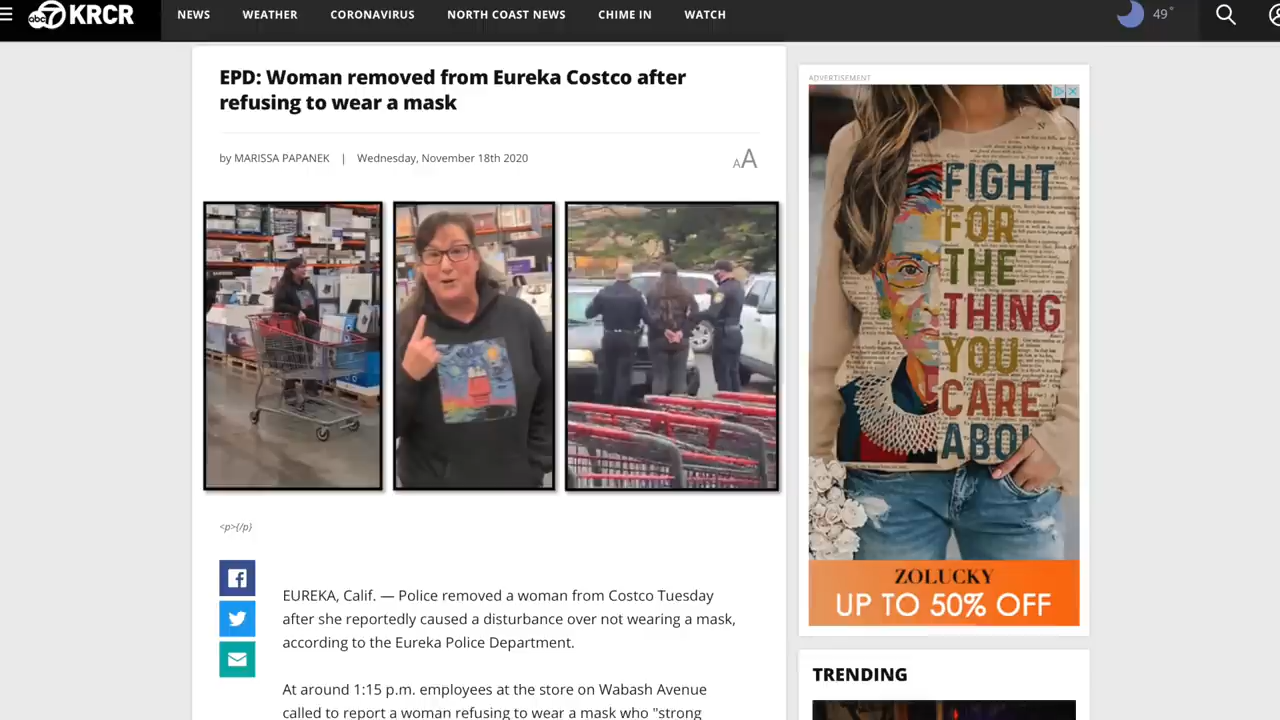 abc 7 KRCR
NEWS
WEATHER
CORONAVIRUS
NORTH COAST NEWS
CHIME IN
WATCH
49°
EPD: Woman removed from Eureka Costco after
refusing to wear a mask
by MARISSA PAPANEK | Wednesday, November 18th 2020
AA
<p>{/p}
EUREKA, Calif. — Police removed a woman from Costco Tuesday
after she reportedly caused a disturbance over not wearing a mask,
according to the Eureka Police Department.
At around 1:15 p.m. employees at the store on Wabash Avenue
called to report a woman refusing to wear a mask who "strong
ADVERTISEMENT
FIGHT
FOR
THE
THING
YOU
CARE
ABOU
ZOLUCKY
UP TO 50% OFF
TRENDING